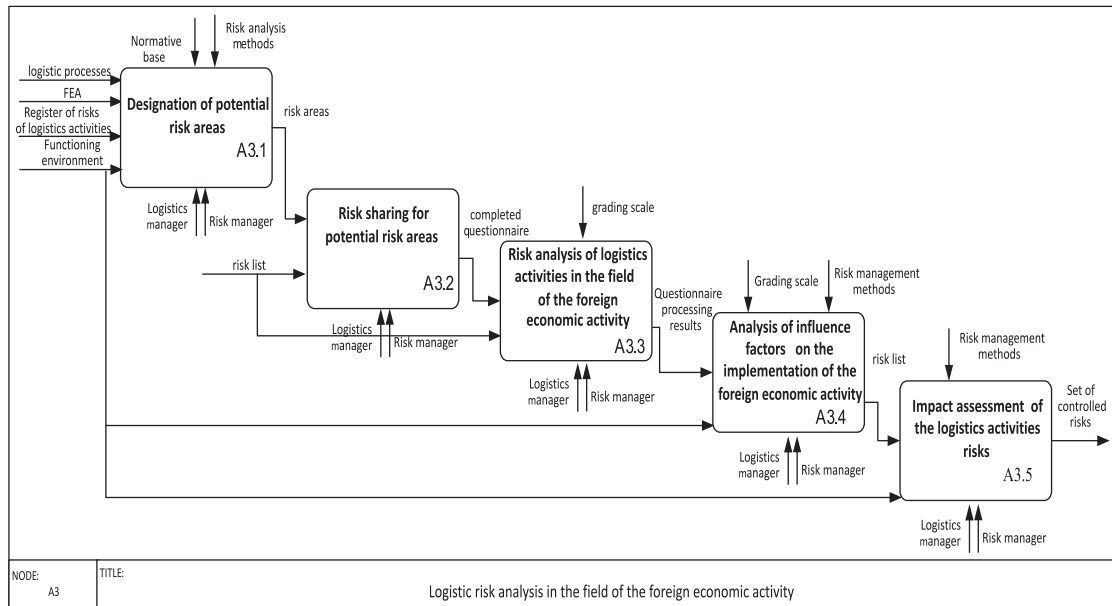 Normative
base
Risk analysis
methods
logistic processes
FEA
Register of risks
of logistics activities
Functioning
environment
Designation of potential
risk areas
A3.1
risk areas
Logistics
manager
Risk manager
Risk sharing for
potential risk areas
A3.2
risk list
completed
questionnaire
Logistics
manager
Risk manager
grading scale
Risk analysis of logistics
activities in the field
of the foreign
economic activity
A3.3
Questionnaire
processing
results
Logistics
manager
Risk manager
Grading scale
Risk management
methods
Analysis of influence
factors on the
implementation of the
foreign economic activity
A3.4
risk list
Logistics
manager
Risk manager
Risk management
methods
Impact assessment of
the logistics activities
risks
A3.5
Set of
controlled
risks
Logistics
manager
Risk manager
NODE:
A3
TITLE:
Logistic risk analysis in the field of the foreign economic activity